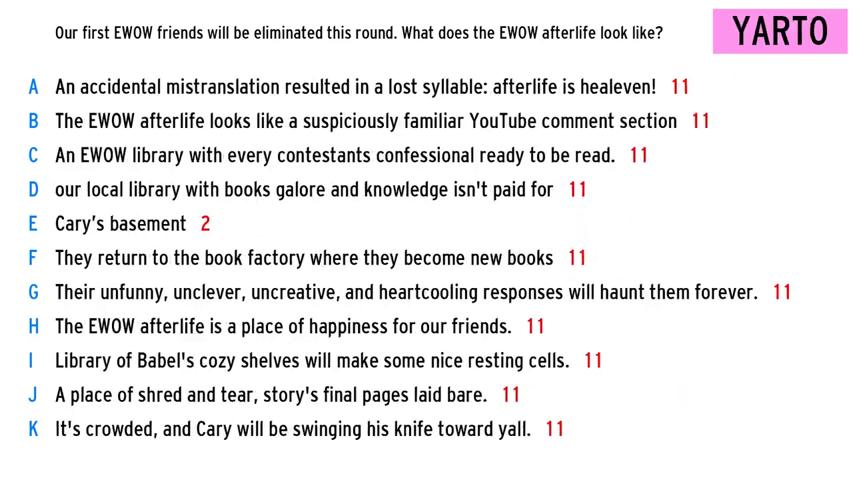 Our first EWOW friends will be eliminated this round. What does the EWOW afterlife look like?
YARTO
A An accidental mistranslation resulted in a lost syllable: afterlife is healeven! 11
B The EWOW afterlife looks like a suspiciously familiar YouTube comment section 11
C An EWOW library with every contestants confessional ready to be read. 11
D our local library with books galore and knowledge isn't paid for 11
E Cary’s basement 2
F They return to the book factory where they become new books 11
G Their unfunny, unclever, uncreative, and heartcooling responses will haunt them forever. 11
H The EWOW afterlife is a place of happiness for our friends. 11
I Library of Babel's cozy shelves will make some nice resting cells. 11
J A place of shred and tear, story's final pages laid bare. 11
K It's crowded, and Cary will be swinging his knife toward yall. 11